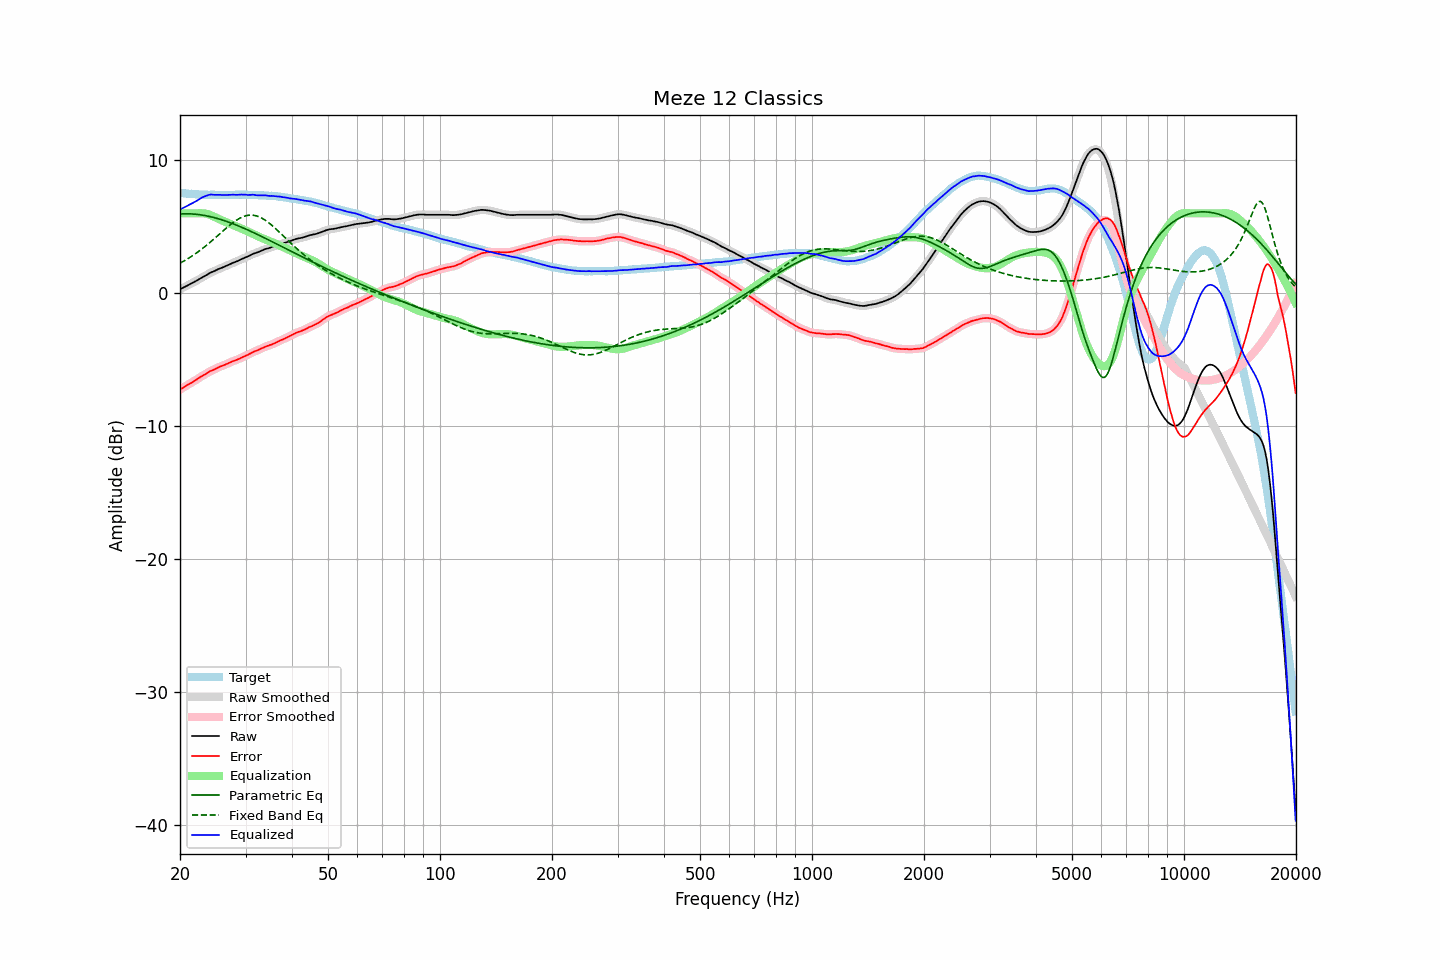 Meze 12 Classics
10
0
−10
−20
−30
−40
Amplitude (dBr)
Target
Raw Smoothed
Error Smoothed
Raw
Error
Equalization
Parametric Eq
Fixed Band Eq
Equalized
20 50 100 200 500 1000 2000 5000 10000 20000
Frequency (Hz)